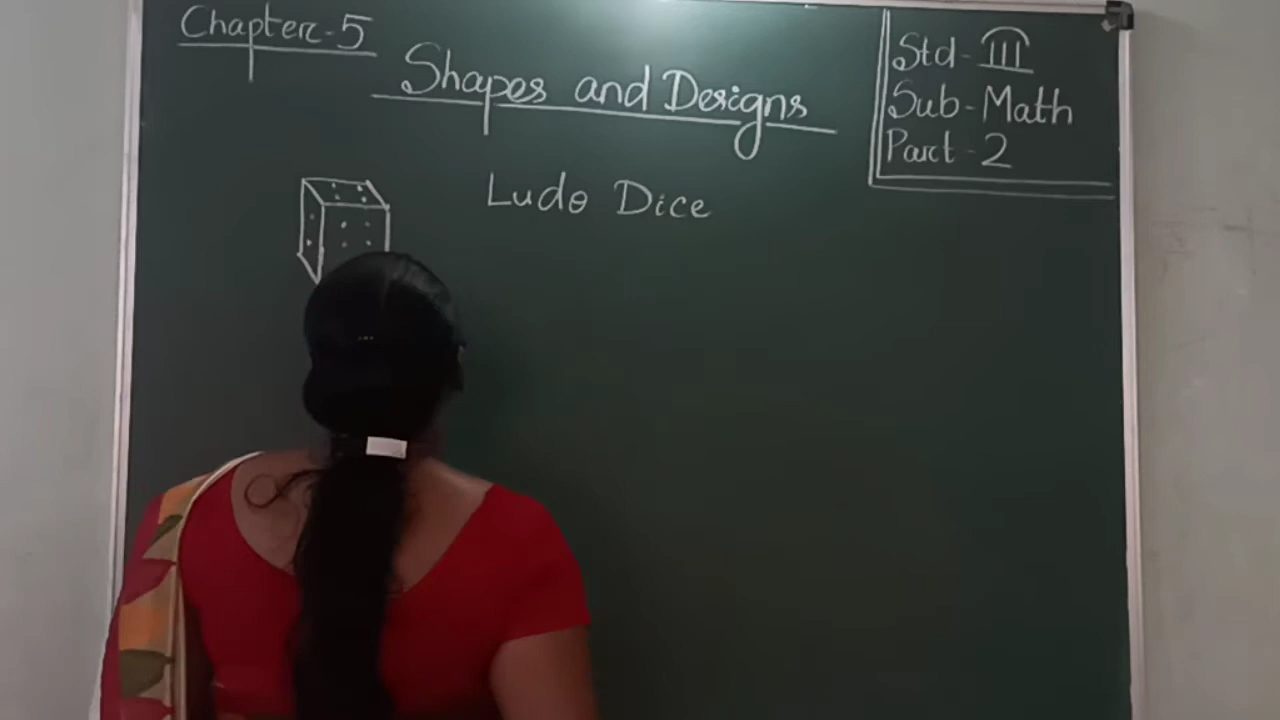 Chapter-5
Shapes and Designs
Std-III
Sub-Math
Part-2
Ludo Dice